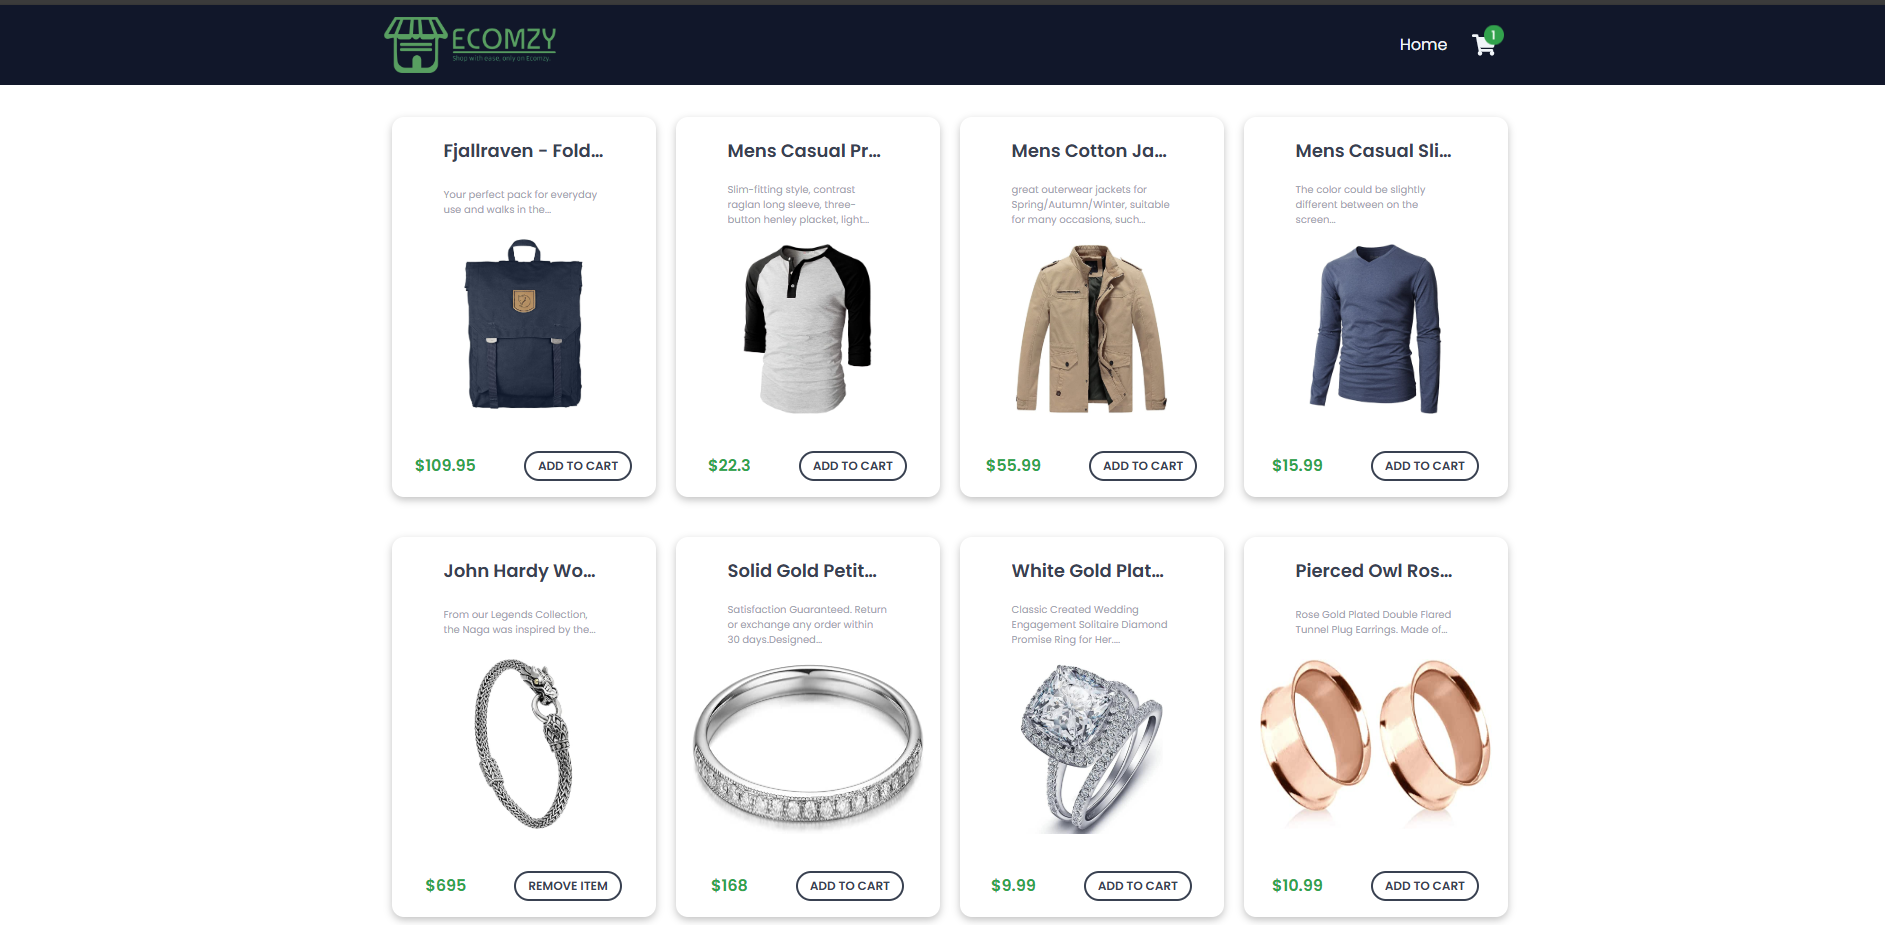 ECOMZY
Shop with ease, only on Ecomzy.
Home
1
Fjallraven - Fold...
Your perfect pack for everyday
use and walks in the...
$109.95
ADD TO CART
Mens Casual Pr...
Slim-fitting style, contrast
raglan long sleeve, three-
button henley placket, light...
$22.3
ADD TO CART
Mens Cotton Ja...
great outerwear jackets for
Spring/Autumn/Winter, suitable
for many occasions, such...
$55.99
ADD TO CART
Mens Casual Sli...
The color could be slightly
different between on the
screen...
$15.99
ADD TO CART
John Hardy Wo...
From our Legends Collection,
the Naga was inspired by the...
$695
REMOVE ITEM
Solid Gold Petit...
Satisfaction Guaranteed. Return
or exchange any order within
30 days.Designed...
$168
ADD TO CART
White Gold Plat...
Classic Created Wedding
Engagement Solitaire Diamond
Promise Ring for Her....
$9.99
ADD TO CART
Pierced Owl Ros...
Rose Gold Plated Double Flared
Tunnel Plug Earrings. Made of...
$10.99
ADD TO CART